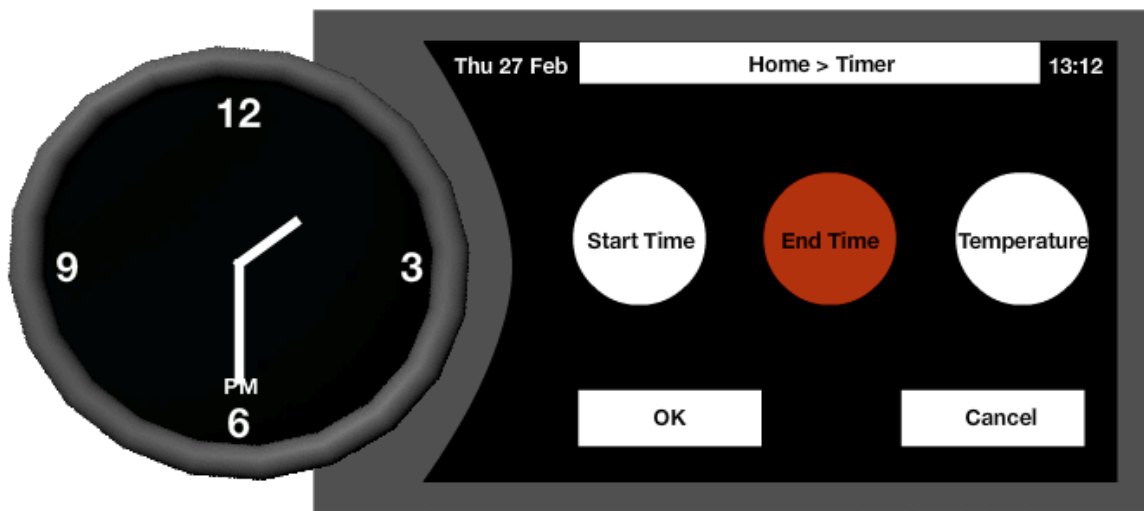 12
9
3
PM
6
Thu 27 Feb
Home > Timer
13:12
Start Time
End Time
Temperature
OK
Cancel